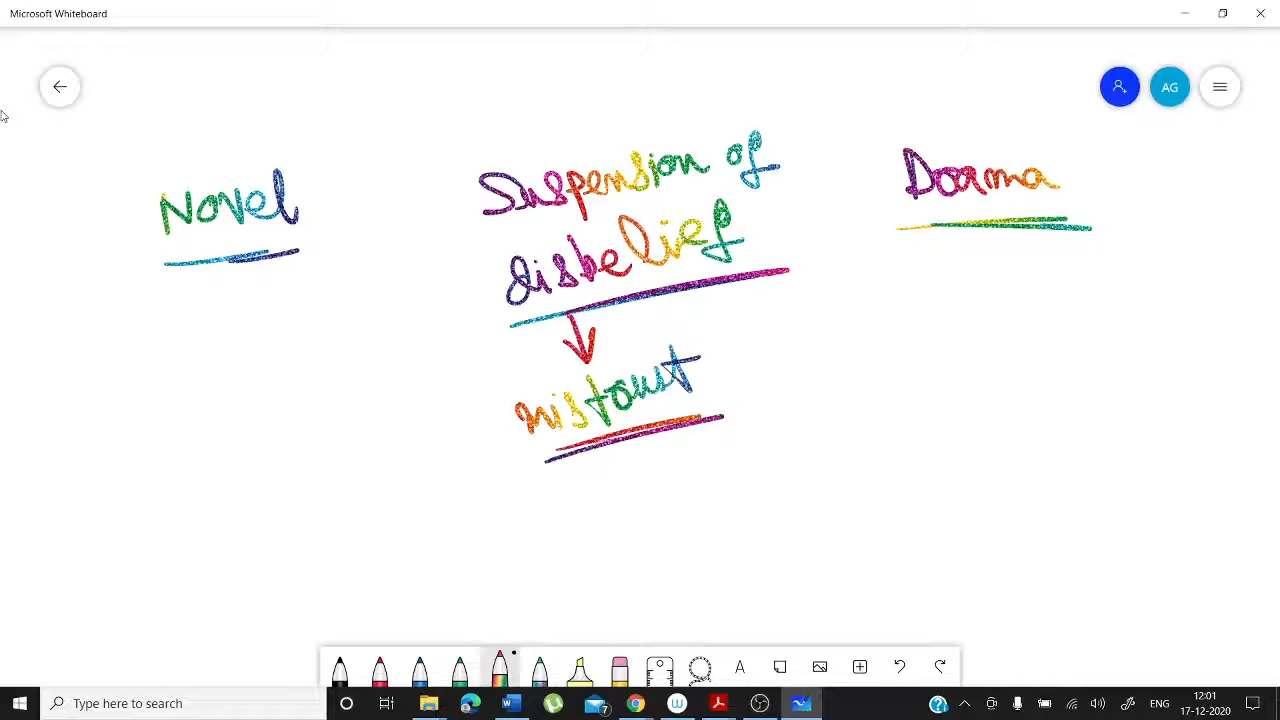 Microsoft Whiteboard
AG
Novel
Suspension of
disbelief
Drama
mistrust
A
Type here to search
W
7
W
ENG
12:01
17-12-2020